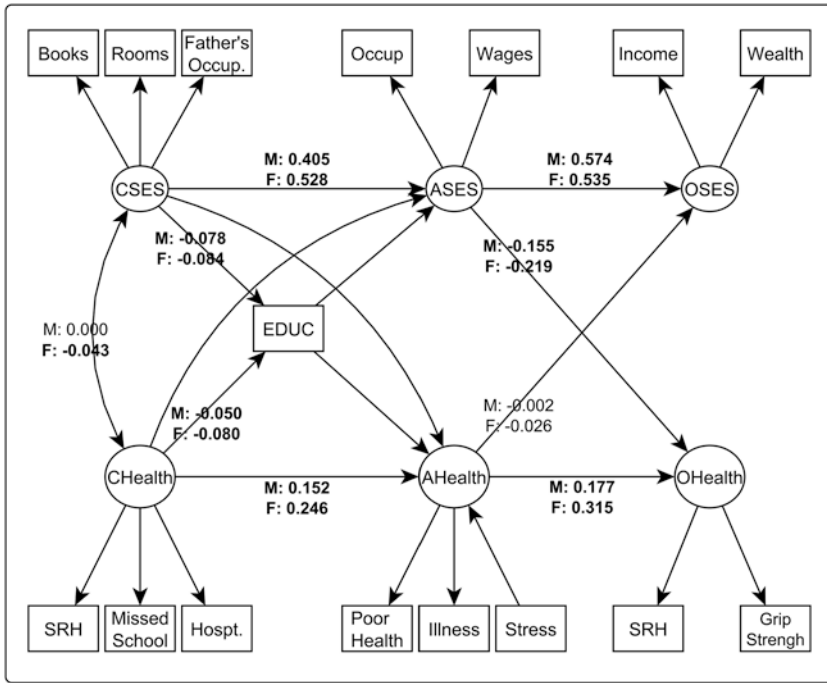 Books
Rooms
Father's
Occup.
Occup
Wages
Income
Wealth
M: 0.405
F: 0.528
M: 0.574
F: 0.535
CSES
ASES
OSES
M: -0.078
F: -0.084
M: -0.155
F: -0.219
EDUC
M: 0.000
F: -0.043
M: -0.050
F: -0.080
M: -0.002
F: -0.026
CHealth
AHealth
OHealth
M: 0.152
F: 0.246
M: 0.177
F: 0.315
SRH
Missed
School
Hospt.
Poor
Health
Illness
Stress
SRH
Grip
Strengh